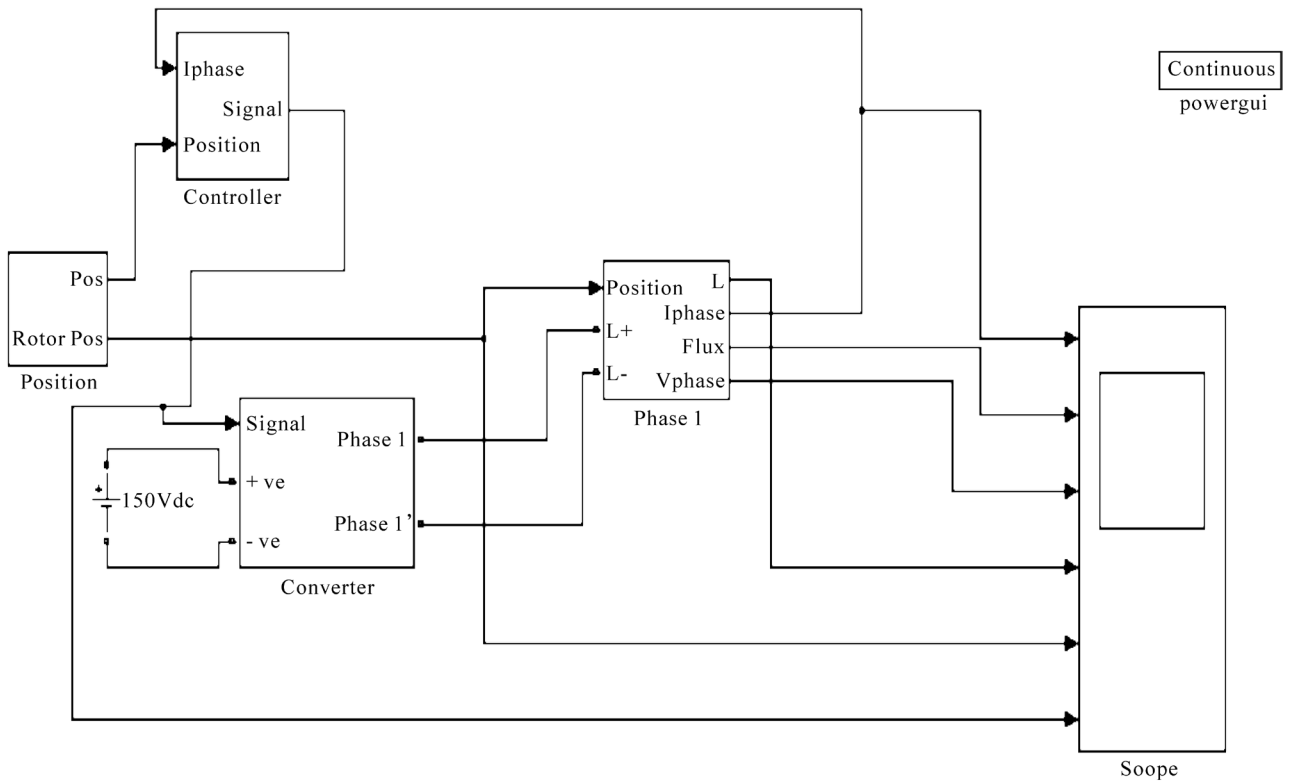 Iphase
Signal
Position
Controller
Continuous
powergui
Pos
Rotor Pos
Position
Position
L
Iphase
L+
Flux
L-
Vphase
Phase 1
Signal
Phase 1
+ ve
150Vdc
Phase 1’
- ve
Converter
Soope